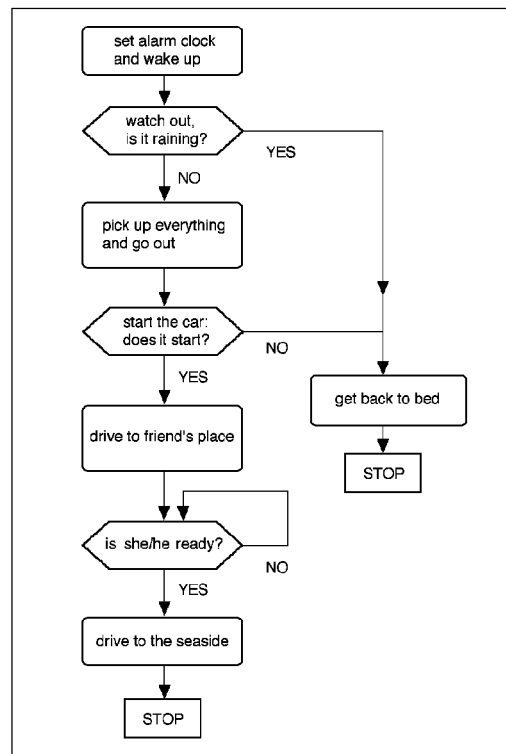 set alarm clock
and wake up
watch out,
is it raining?
YES
NO
pick up everything
and go out
start the car:
does it start?
NO
YES
get back to bed
drive to friend's place
STOP
is she/he ready?
NO
YES
drive to the seaside
STOP